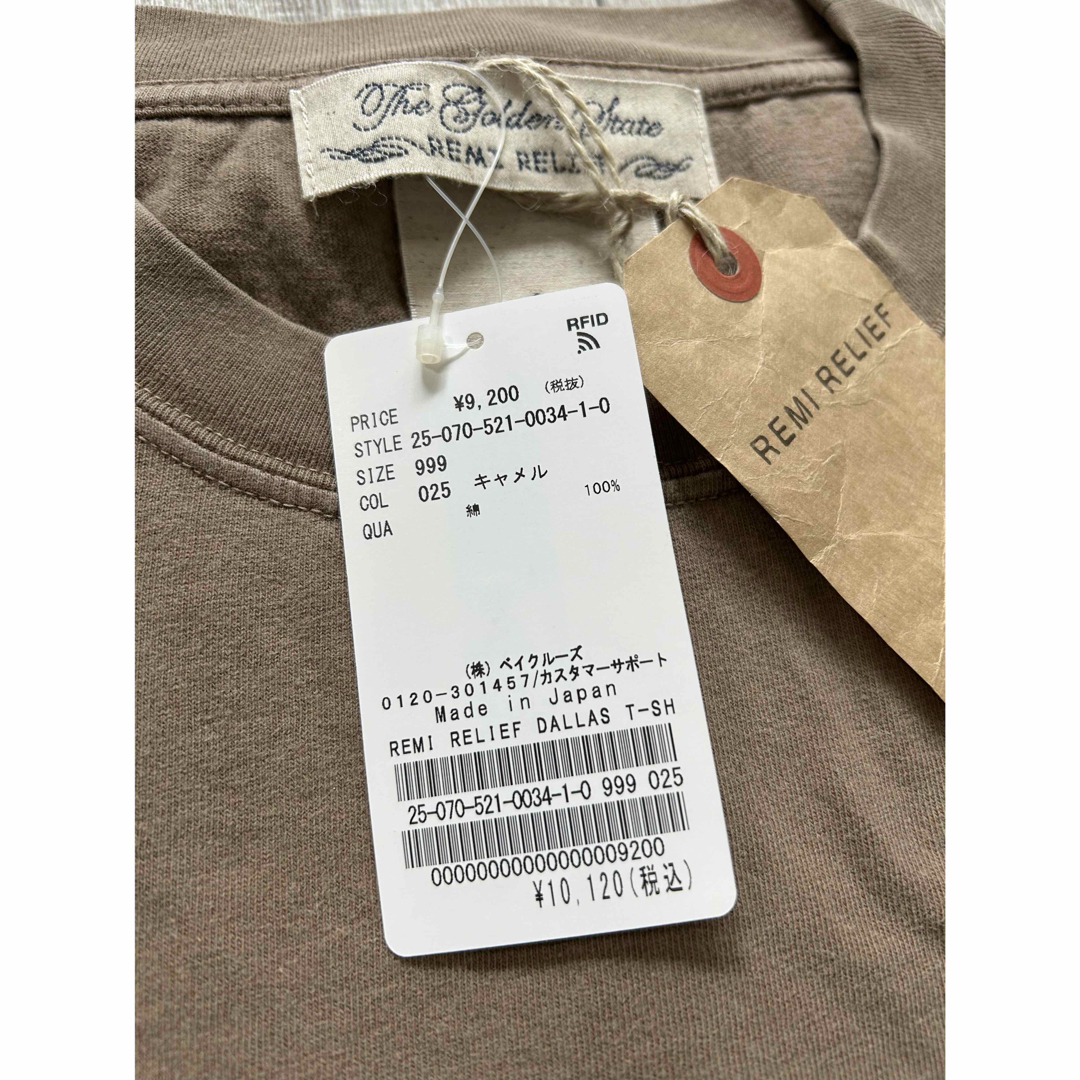 The Golden State
REMI RELIEF
RFID
PRICE ¥9,200 (税抜)
STYLE 25-070-521-0034-1-0
SIZE 999
COL 025 キャメル
QUA 綿 100%
(株) ベイクルーズ
0120-301457/カスタマーサポート
Made in Japan
REMI RELIEF DALLAS T-SH
25-070-521-0034-1-0 999 025
00000000000000009200
¥10,120(税込)
REMI RELIEF